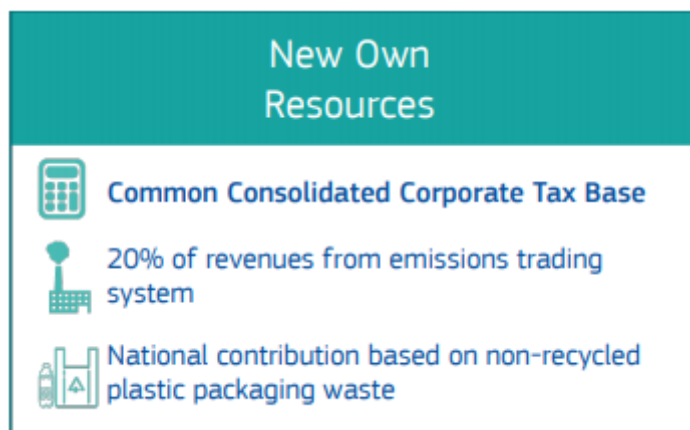 New Own
Resources
Common Consolidated Corporate Tax Base
20% of revenues from emissions trading
system
National contribution based on non-recycled
plastic packaging waste